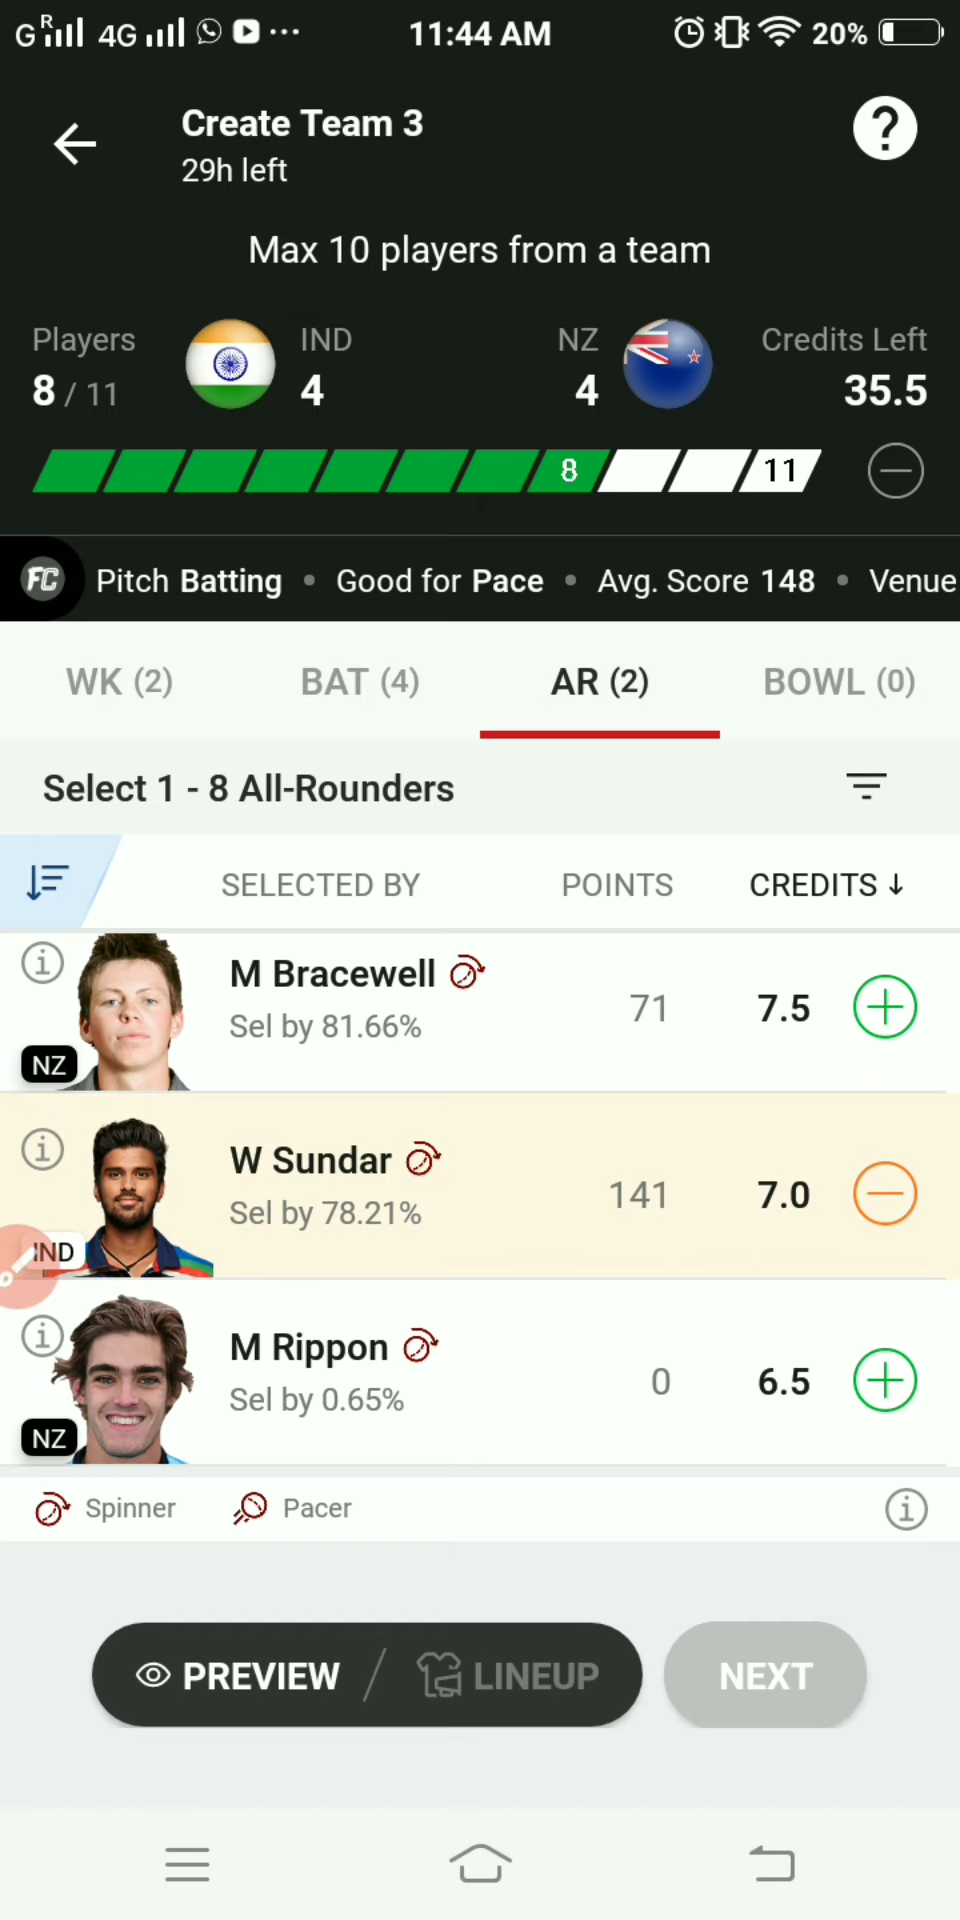 G R 4G 11:44 AM 20%
Create Team 3
29h left
?
Max 10 players from a team
Players IND NZ Credits Left
8 / 11 4 4 35.5
8 11
FC Pitch Batting • Good for Pace • Avg. Score 148 • Venue
WK (2) BAT (4) AR (2) BOWL (0)
Select 1 - 8 All-Rounders
SELECTED BY POINTS CREDITS ↓
i M Bracewell 71 7.5
Sel by 81.66%
NZ
i W Sundar 141 7.0
Sel by 78.21%
IND
i M Rippon 0 6.5
Sel by 0.65%
NZ
Spinner Pacer i
PREVIEW / LINEUP NEXT